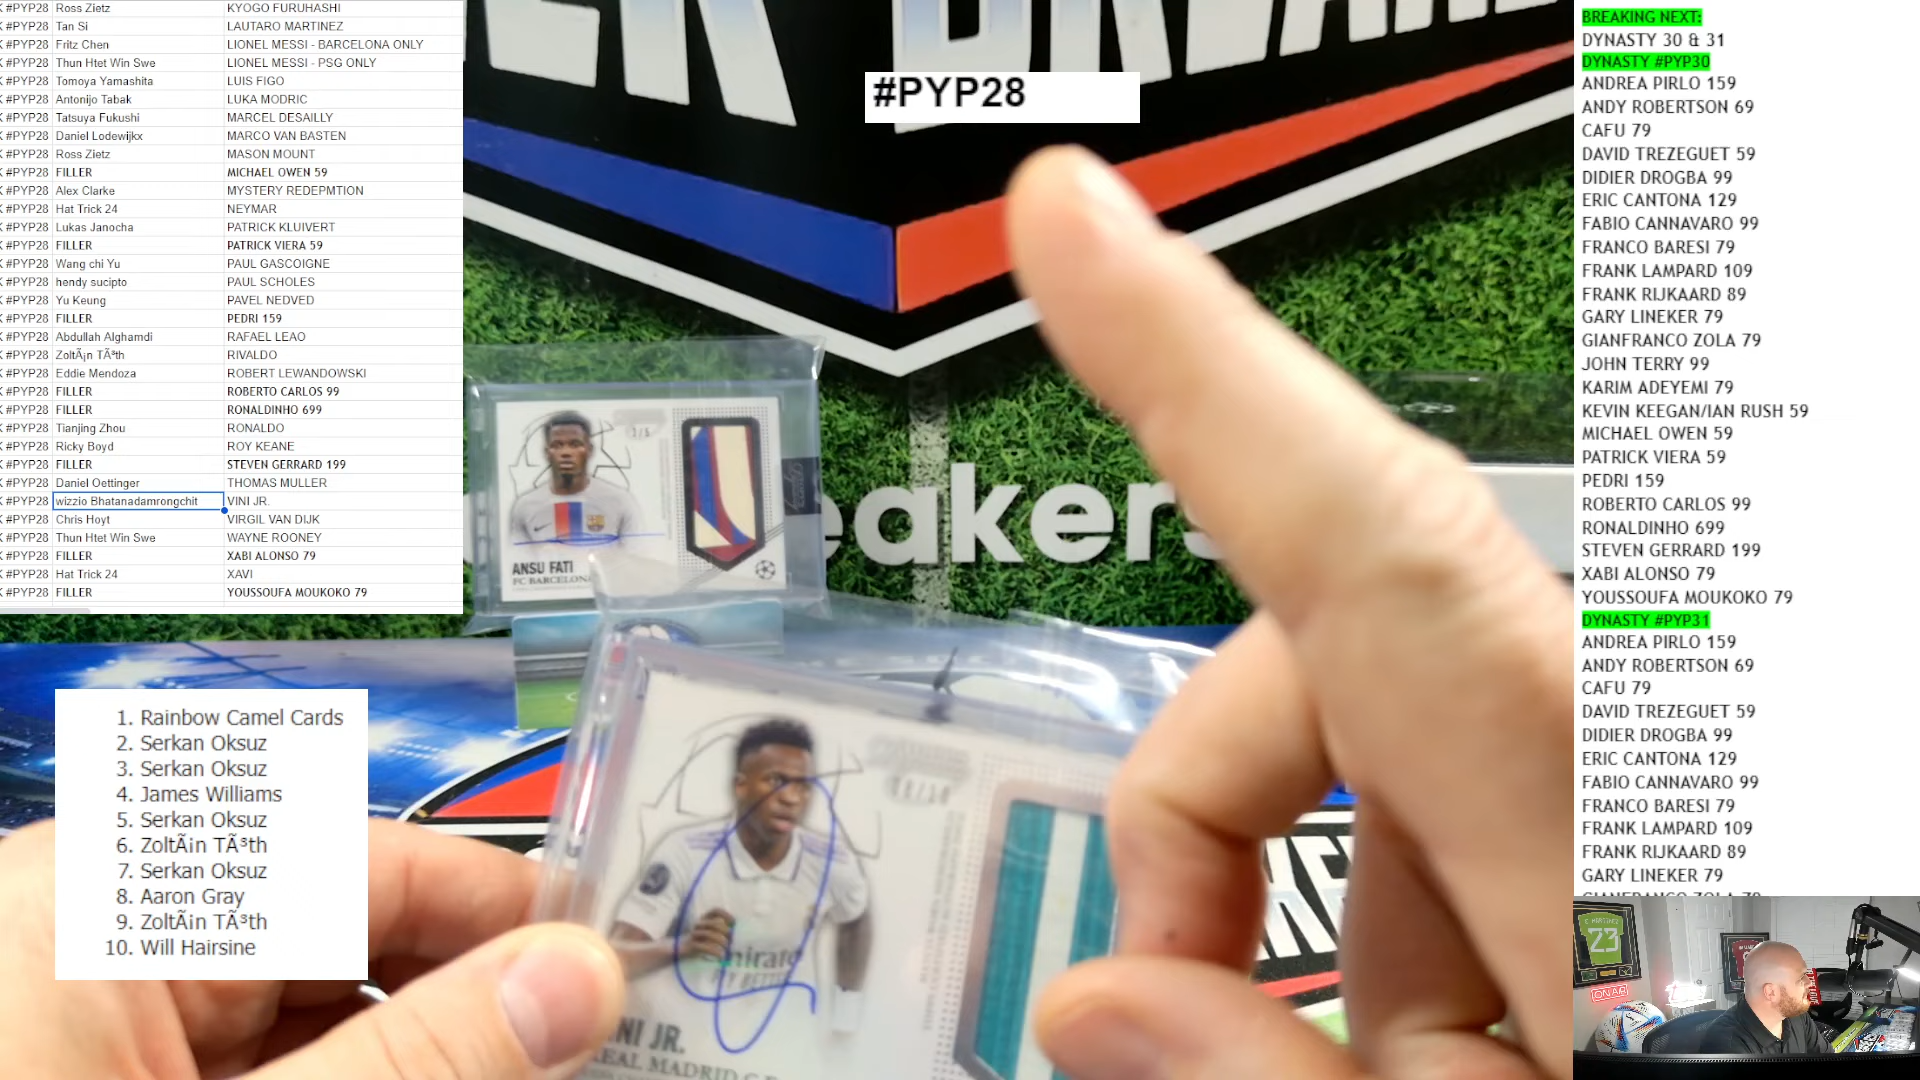 K #PYP28 Ross Zietz KYOGO FURUHASHI
K #PYP28 Tan Si LAUTARO MARTINEZ
K #PYP28 Fritz Chen LIONEL MESSI - BARCELONA ONLY
K #PYP28 Thun Htet Win Swe LIONEL MESSI - PSG ONLY
K #PYP28 Tomoya Yamashita LUIS FIGO
K #PYP28 Antonijo Tabak LUKA MODRIC
K #PYP28 Tatsuya Fukushi MARCEL DESAILLY
K #PYP28 Daniel Lodewijkx MARCO VAN BASTEN
K #PYP28 Ross Zietz MASON MOUNT
K #PYP28 FILLER MICHAEL OWEN 59
K #PYP28 Alex Clarke MYSTERY REDEPMTION
K #PYP28 Hat Trick 24 NEYMAR
K #PYP28 Lukas Janocha PATRICK KLUIVERT
K #PYP28 FILLER PATRICK VIERA 59
K #PYP28 Wang chi Yu PAUL GASCOIGNE
K #PYP28 hendy sucipto PAUL SCHOLES
K #PYP28 Yu Keung PAVEL NEDVED
K #PYP28 FILLER PEDRI 159
K #PYP28 Abdullah Alghamdi RAFAEL LEAO
K #PYP28 ZoltÃ¡n TÃ³th RIVALDO
K #PYP28 Eddie Mendoza ROBERT LEWANDOWSKI
K #PYP28 FILLER ROBERTO CARLOS 99
K #PYP28 FILLER RONALDINHO 699
K #PYP28 Tianjing Zhou RONALDO
K #PYP28 Ricky Boyd ROY KEANE
K #PYP28 FILLER STEVEN GERRARD 199
K #PYP28 Daniel Oettinger THOMAS MULLER
K #PYP28 wizzio Bhatanadamrongchit VINI JR.
K #PYP28 Chris Hoyt VIRGIL VAN DIJK
K #PYP28 Thun Htet Win Swe WAYNE ROONEY
K #PYP28 FILLER XABI ALONSO 79
K #PYP28 Hat Trick 24 XAVI
K #PYP28 FILLER YOUSSOUFA MOUKOKO 79
#PYP28
eakers
ANSU FATI
FC BARCELONA
1. Rainbow Camel Cards
2. Serkan Oksuz
3. Serkan Oksuz
4. James Williams
5. Serkan Oksuz
6. ZoltÃ¡n TÃ³th
7. Serkan Oksuz
8. Aaron Gray
9. ZoltÃ¡n TÃ³th
10. Will Hairsine
NI JR.
REAL MADRID C.F.
BREAKING NEXT:
DYNASTY 30 & 31
DYNASTY #PYP30
ANDREA PIRLO 159
ANDY ROBERTSON 69
CAFU 79
DAVID TREZEGUET 59
DIDIER DROGBA 99
ERIC CANTONA 129
FABIO CANNAVARO 99
FRANCO BARESI 79
FRANK LAMPARD 109
FRANK RIJKAARD 89
GARY LINEKER 79
GIANFRANCO ZOLA 79
JOHN TERRY 99
KARIM ADEYEMI 79
KEVIN KEEGAN/IAN RUSH 59
MICHAEL OWEN 59
PATRICK VIERA 59
PEDRI 159
ROBERTO CARLOS 99
RONALDINHO 699
STEVEN GERRARD 199
XABI ALONSO 79
YOUSSOUFA MOUKOKO 79
DYNASTY #PYP31
ANDREA PIRLO 159
ANDY ROBERTSON 69
CAFU 79
DAVID TREZEGUET 59
DIDIER DROGBA 99
ERIC CANTONA 129
FABIO CANNAVARO 99
FRANCO BARESI 79
FRANK LAMPARD 109
FRANK RIJKAARD 89
GARY LINEKER 79
GIANFRANCO ZOLA 79
23
ON AIR